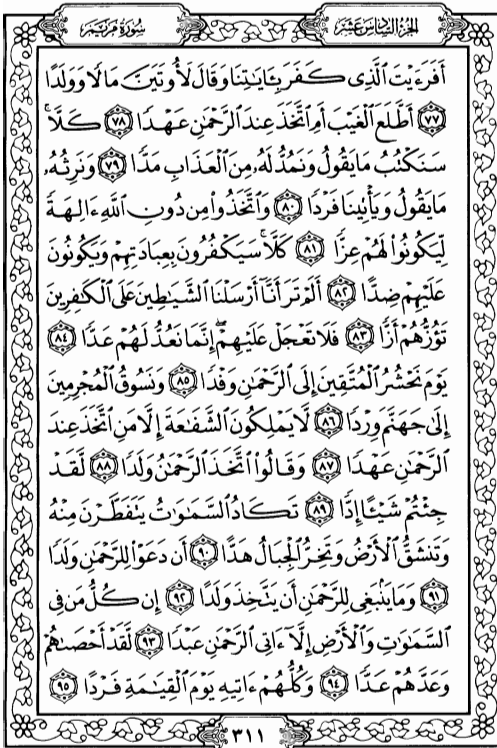 الجزء السادس عشر
سورة مريم
أَفَرَءَيْتَ ٱلَّذِى كَفَرَ بِـَٔايَٰتِنَا وَقَالَ لَأُوتَيَنَّ مَالًا وَوَلَدًا
﴿٧٧﴾ أَطَّلَعَ ٱلْغَيْبَ أَمِ ٱتَّخَذَ عِندَ ٱلرَّحْمَٰنِ عَهْدًا ﴿٧٨﴾ كَلَّا ۚ
سَنَكْتُبُ مَا يَقُولُ وَنَمُدُّ لَهُۥ مِنَ ٱلْعَذَابِ مَدًّا ﴿٧٩﴾ وَنَرِثُهُۥ
مَا يَقُولُ وَيَأْتِينَا فَرْدًا ﴿٨٠﴾ وَٱتَّخَذُوا۟ مِن دُونِ ٱللَّهِ ءَالِهَةً
لِّيَكُونُوا۟ لَهُمْ عِزًّا ﴿٨١﴾ كَلَّا ۚ سَيَكْفُرُونَ بِعِبَادَتِهِمْ وَيَكُونُونَ
عَلَيْهِمْ ضِدًّا ﴿٨٢﴾ أَلَمْ تَرَ أَنَّآ أَرْسَلْنَا ٱلشَّيَٰطِينَ عَلَى ٱلْكَٰفِرِينَ
تَؤُزُّهُمْ أَزًّا ﴿٨٣﴾ فَلَا تَعْجَلْ عَلَيْهِمْ ۖ إِنَّمَا نَعُدُّ لَهُمْ عَدًّا ﴿٨٤﴾
يَوْمَ نَحْشُرُ ٱلْمُتَّقِينَ إِلَى ٱلرَّحْمَٰنِ وَفْدًا ﴿٨٥﴾ وَنَسُوقُ ٱلْمُجْرِمِينَ
إِلَىٰ جَهَنَّمَ وِرْدًا ﴿٨٦﴾ لَّا يَمْلِكُونَ ٱلشَّفَٰعَةَ إِلَّا مَنِ ٱتَّخَذَ عِندَ
ٱلرَّحْمَٰنِ عَهْدًا ﴿٨٧﴾ وَقَالُوا۟ ٱتَّخَذَ ٱلرَّحْمَٰنُ وَلَدًا ﴿٨٨﴾ لَّقَدْ
جِئْتُمْ شَيْـًٔا إِدًّا ﴿٨٩﴾ تَكَادُ ٱلسَّمَٰوَٰتُ يَتَفَطَّرْنَ مِنْهُ
وَتَنشَقُّ ٱلْأَرْضُ وَتَخِرُّ ٱلْجِبَالُ هَدًّا ﴿٩٠﴾ أَن دَعَوْا۟ لِلرَّحْمَٰنِ وَلَدًا
﴿٩١﴾ وَمَا يَنۢبَغِى لِلرَّحْمَٰنِ أَن يَتَّخِذَ وَلَدًا ﴿٩٢﴾ إِن كُلُّ مَن فِى
ٱلسَّمَٰوَٰتِ وَٱلْأَرْضِ إِلَّآ ءَاتِى ٱلرَّحْمَٰنِ عَبْدًا ﴿٩٣﴾ لَّقَدْ أَحْصَىٰهُمْ
وَعَدَّهُمْ عَدًّا ﴿٩٤﴾ وَكُلُّهُمْ ءَاتِيهِ يَوْمَ ٱلْقِيَٰمَةِ فَرْدًا ﴿٩٥﴾
٣١١